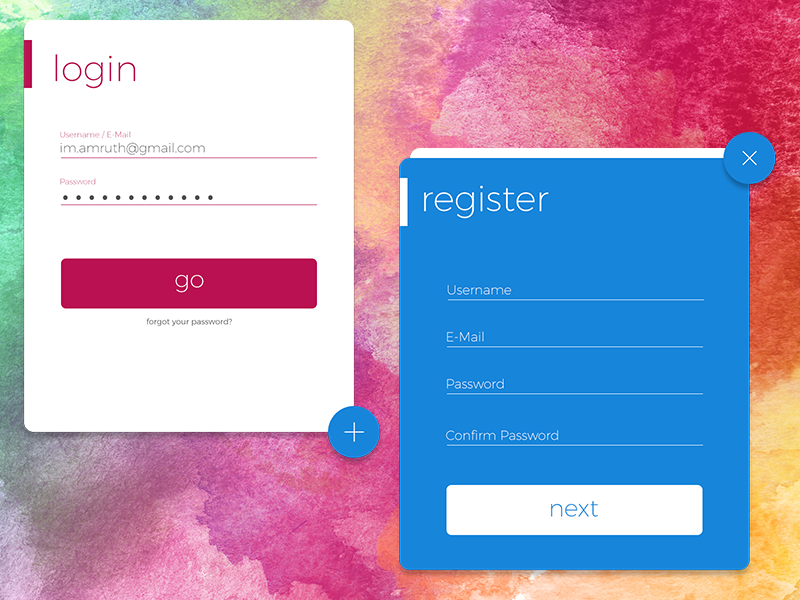 login
Username / E-Mail
im.amruth@gmail.com
Password
go
forgot your password?
register
Username
E-Mail
Password
Confirm Password
next